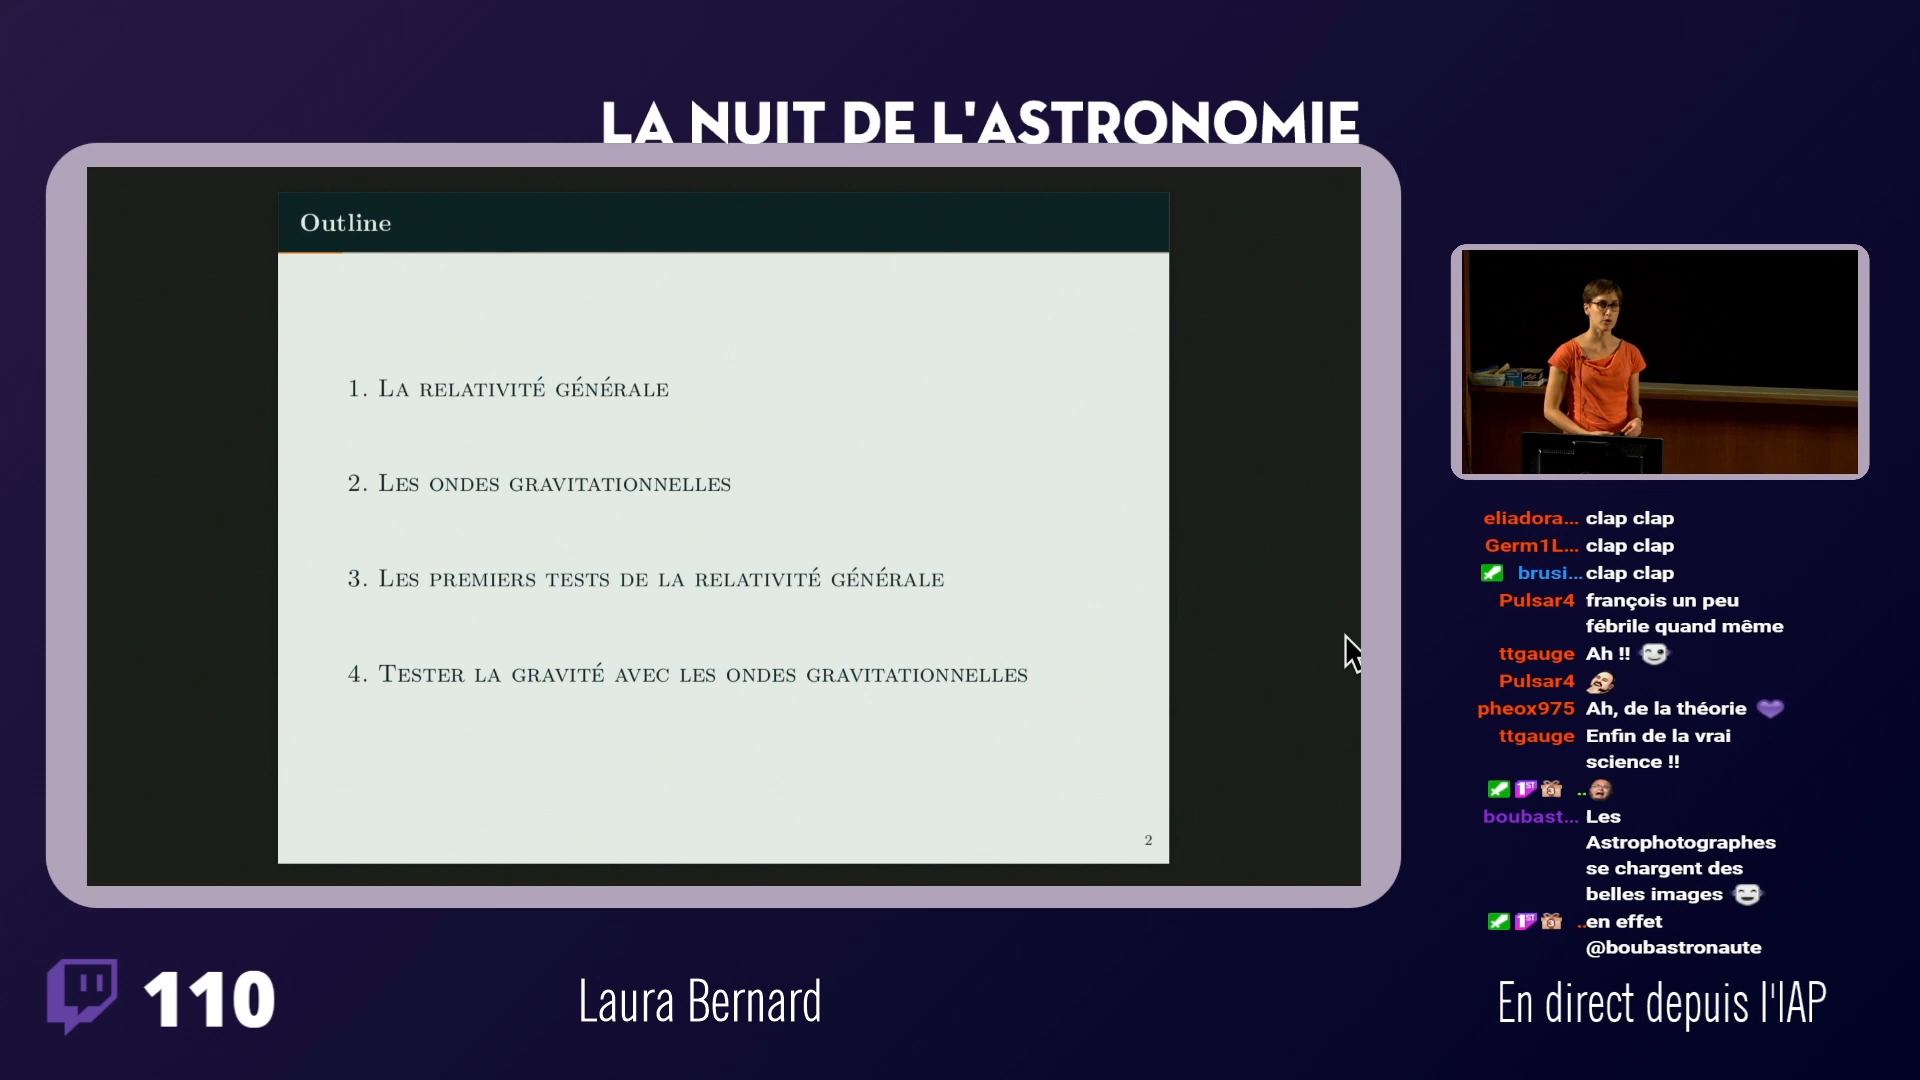 LA NUIT DE L'ASTRONOMIE
Outline
1. La relativité générale
2. Les ondes gravitationnelles
3. Les premiers tests de la relativité générale
4. Tester la gravité avec les ondes gravitationnelles
2
eliadora... clap clap
Germ1L... clap clap
brusi... clap clap
Pulsar4 françois un peu
fébrile quand même
ttgauge Ah !!
Pulsar4
pheox975 Ah, de la théorie
ttgauge Enfin de la vrai
science !!
1ST 3 ..
boubast... Les
Astrophotographes
se chargent des
belles images
1ST 3 ..en effet
@boubastronaute
110
Laura Bernard
En direct depuis l'IAP